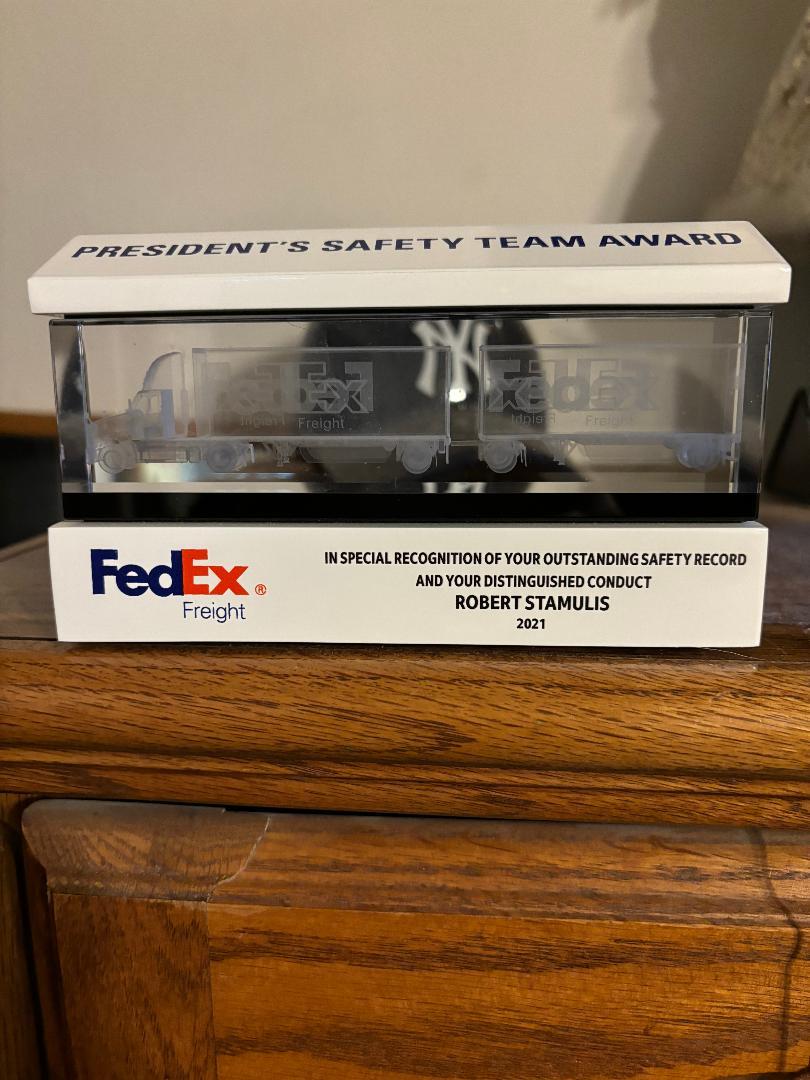 PRESIDENT'S SAFETY TEAM AWARD
NY
FedEx FedEx
Freight Freight
FedEx®
Freight
IN SPECIAL RECOGNITION OF YOUR OUTSTANDING SAFETY RECORD
AND YOUR DISTINGUISHED CONDUCT
ROBERT STAMULIS
2021